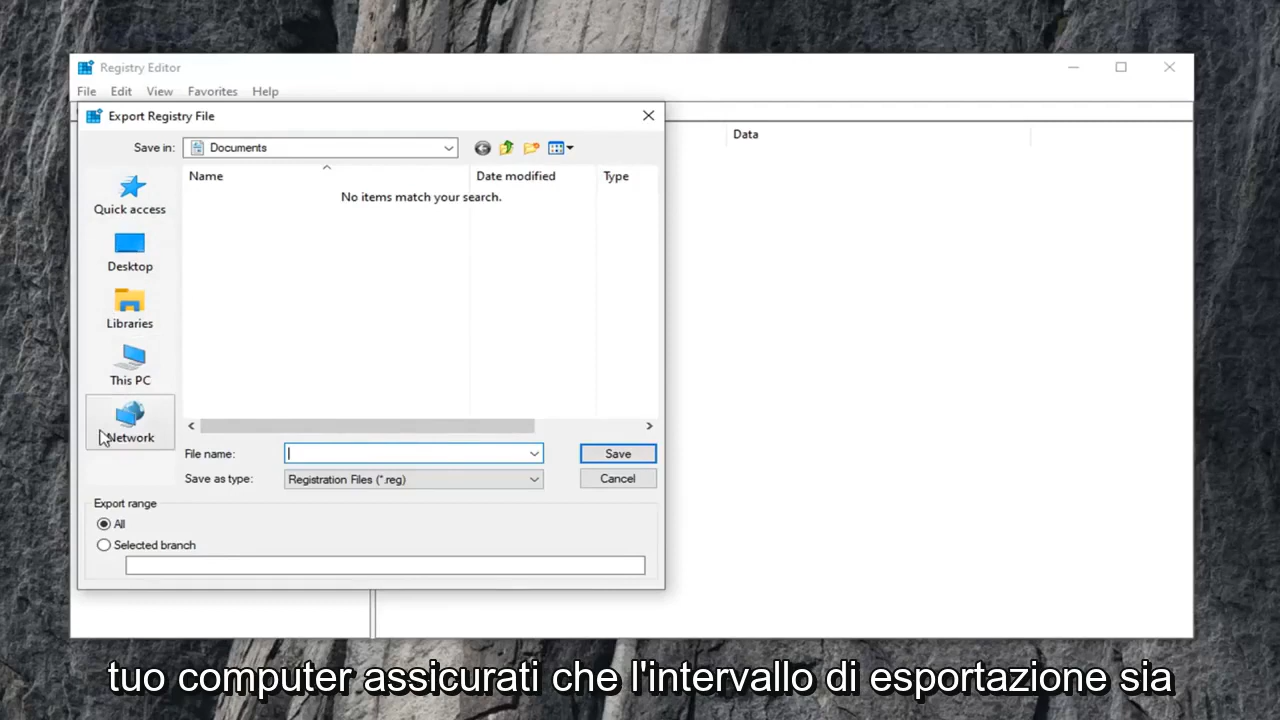 Registry Editor
File Edit View Favorites Help
Export Registry File
Data
Save in: Documents
Name Date modified Type
No items match your search.
Quick access
Desktop
Libraries
This PC
Network
File name: Save
Save as type: Registration Files (*.reg) Cancel
Export range
All
Selected branch
tuo computer assicurati che l'intervallo di esportazione sia